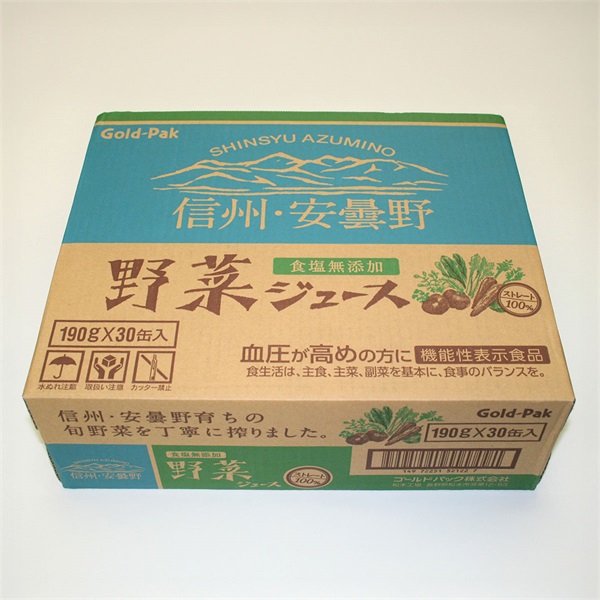 Gold-Pak
SHINSYU AZUMINO
信州・安曇野
食塩無添加
野菜ジュース
ストレート
100%
190g×30缶入
水ぬれ注意 取扱い注意 カッター禁止
血圧が高めの方に 機能性表示食品
食生活は、主食、主菜、副菜を基本に、食事のバランスを。
信州・安曇野育ちの
旬野菜を丁寧に搾りました。
Gold-Pak
190g×30缶入
信州・安曇野
食塩無添加
野菜
ジュース
ストレート
100%
ゴールドパック株式会社